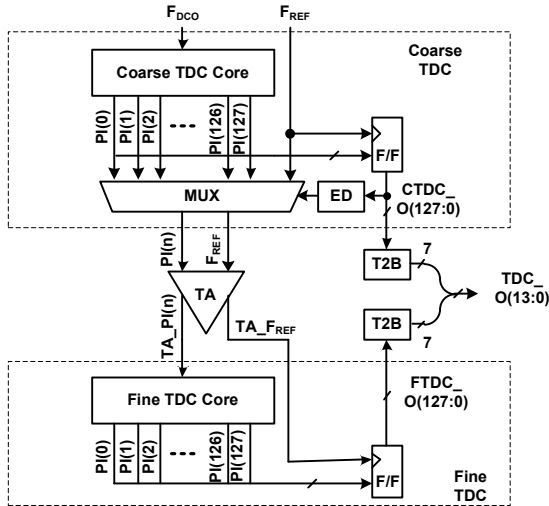 F_DCO
F_REF
Coarse
TDC
Coarse TDC Core
PI(0)
PI(1)
PI(2)
PI(126)
PI(127)
F/F
MUX
ED
CTDC_
O(127:0)
PI(n)
F_REF
T2B
7
TA
TDC_
O(13:0)
TA_PI(n)
TA_F_REF
T2B
7
Fine TDC Core
FTDC_
O(127:0)
PI(0)
PI(1)
PI(2)
PI(126)
PI(127)
F/F
Fine
TDC